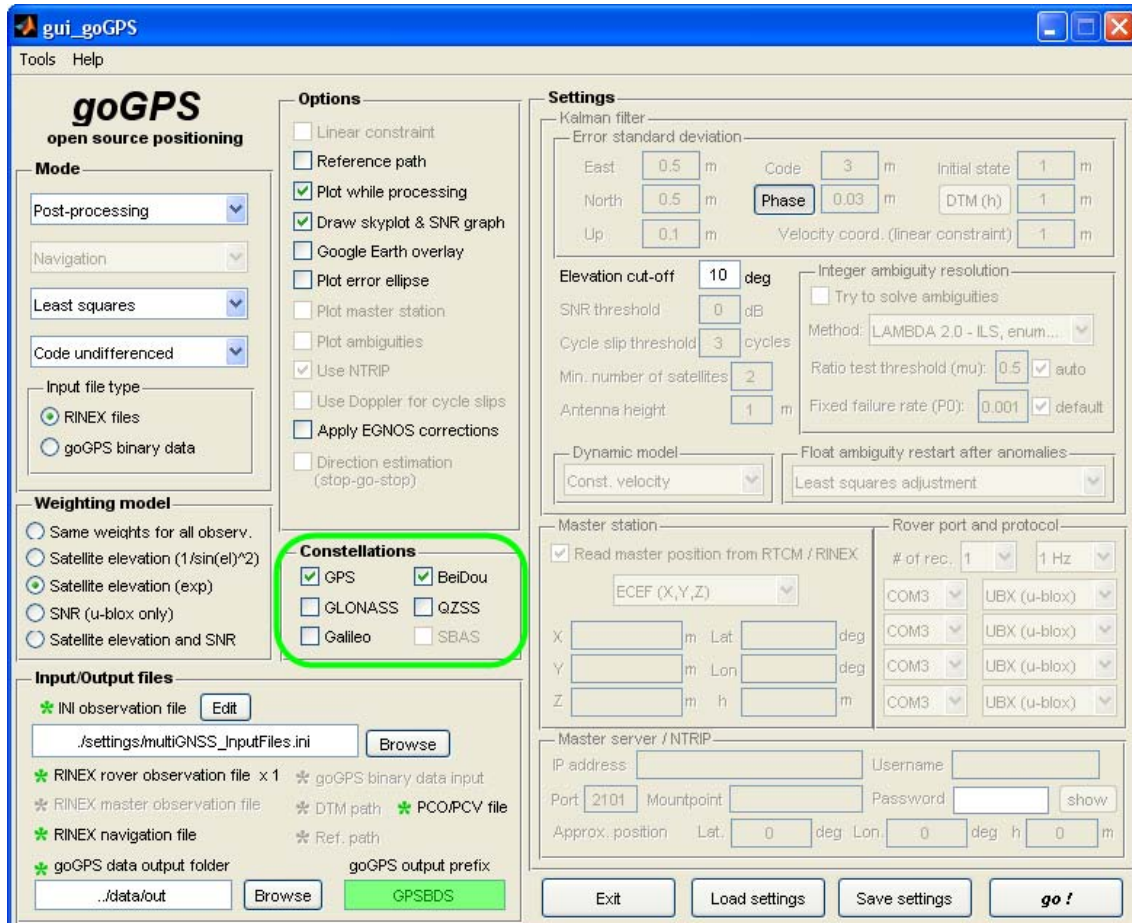 gui_goGPS
Tools Help
goGPS
open source positioning
Mode
Post-processing
Navigation
Least squares
Code undifferenced
Input file type
RINEX files
goGPS binary data
Weighting model
Same weights for all observ.
Satellite elevation (1/sin(el)^2)
Satellite elevation (exp)
SNR (u-blox only)
Satellite elevation and SNR
Options
Linear constraint
Reference path
Plot while processing
Draw skyplot & SNR graph
Google Earth overlay
Plot error ellipse
Plot master station
Plot ambiguities
Use NTRIP
Use Doppler for cycle slips
Apply EGNOS corrections
Direction estimation
(stop-go-stop)
Constellations
GPS BeiDou
GLONASS QZSS
Galileo SBAS
Input/Output files
INI observation file Edit
./settings/multiGNSS_InputFiles.ini Browse
RINEX rover observation file x 1 goGPS binary data input
RINEX master observation file DTM path PCO/PCV file
RINEX navigation file Ref. path
goGPS data output folder goGPS output prefix
../data/out Browse GPSBDS
Settings
Kalman filter
Error standard deviation
East 0.5 m Code 3 m Initial state 1 m
North 0.5 m Phase 0.03 m DTM (h) 1 m
Up 0.1 m Velocity coord. (linear constraint) 1 m
Elevation cut-off 10 deg
SNR threshold 0 dB
Cycle slip threshold 3 cycles
Min. number of satellites 2
Antenna height 1 m
Integer ambiguity resolution
Try to solve ambiguities
Method: LAMBDA 2.0 - ILS, enum...
Ratio test threshold (mu): 0.5 auto
Fixed failure rate (P0): 0.001 default
Dynamic model
Const. velocity
Float ambiguity restart after anomalies
Least squares adjustment
Master station
Read master position from RTCM / RINEX
ECEF (X,Y,Z)
X m Lat deg
Y m Lon deg
Z m h m
Rover port and protocol
# of rec. 1 1 Hz
COM3 UBX (u-blox)
COM3 UBX (u-blox)
COM3 UBX (u-blox)
COM3 UBX (u-blox)
Master server / NTRIP
IP address Username
Port 2101 Mountpoint Password show
Approx. position Lat. 0 deg Lon. 0 deg h 0 m
Exit Load settings Save settings go !